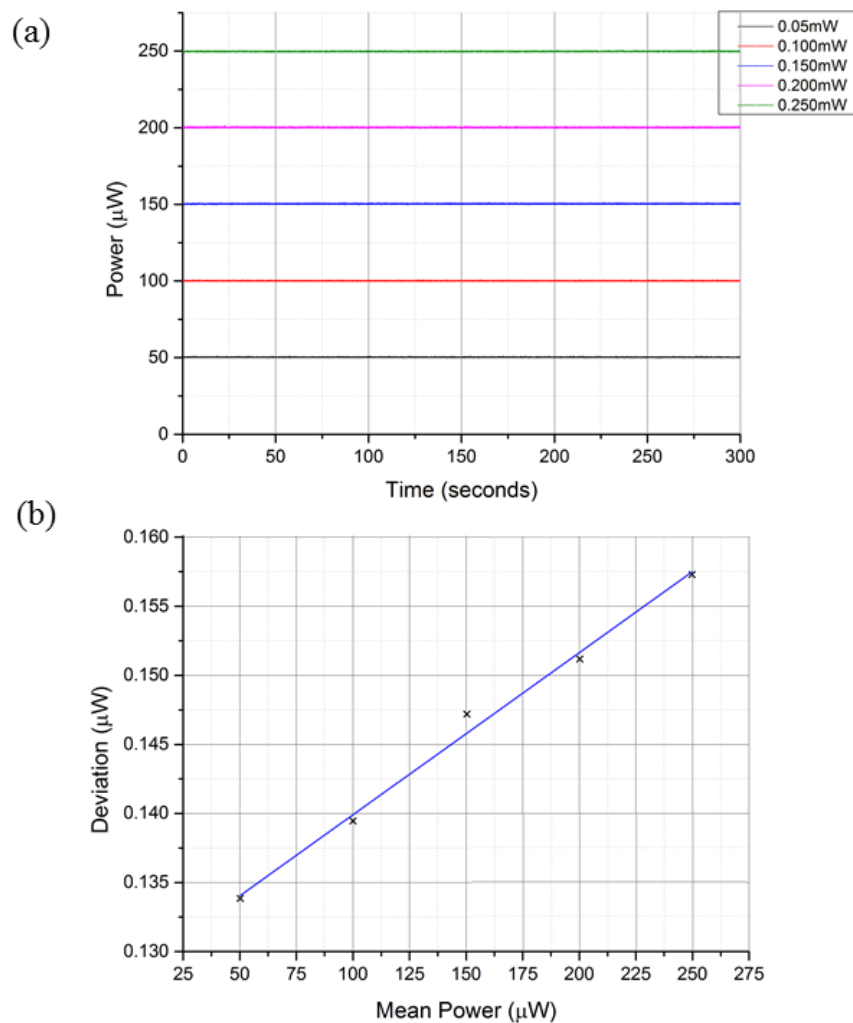 (a)
0.05mW
0.100mW
0.150mW
0.200mW
0.250mW
250
200
150
100
50
0
Power (μW)
0 50 100 150 200 250 300
Time (seconds)
(b)
0.160
0.155
0.150
0.145
0.140
0.135
0.130
Deviation (μW)
25 50 75 100 125 150 175 200 225 250 275
Mean Power (μW)